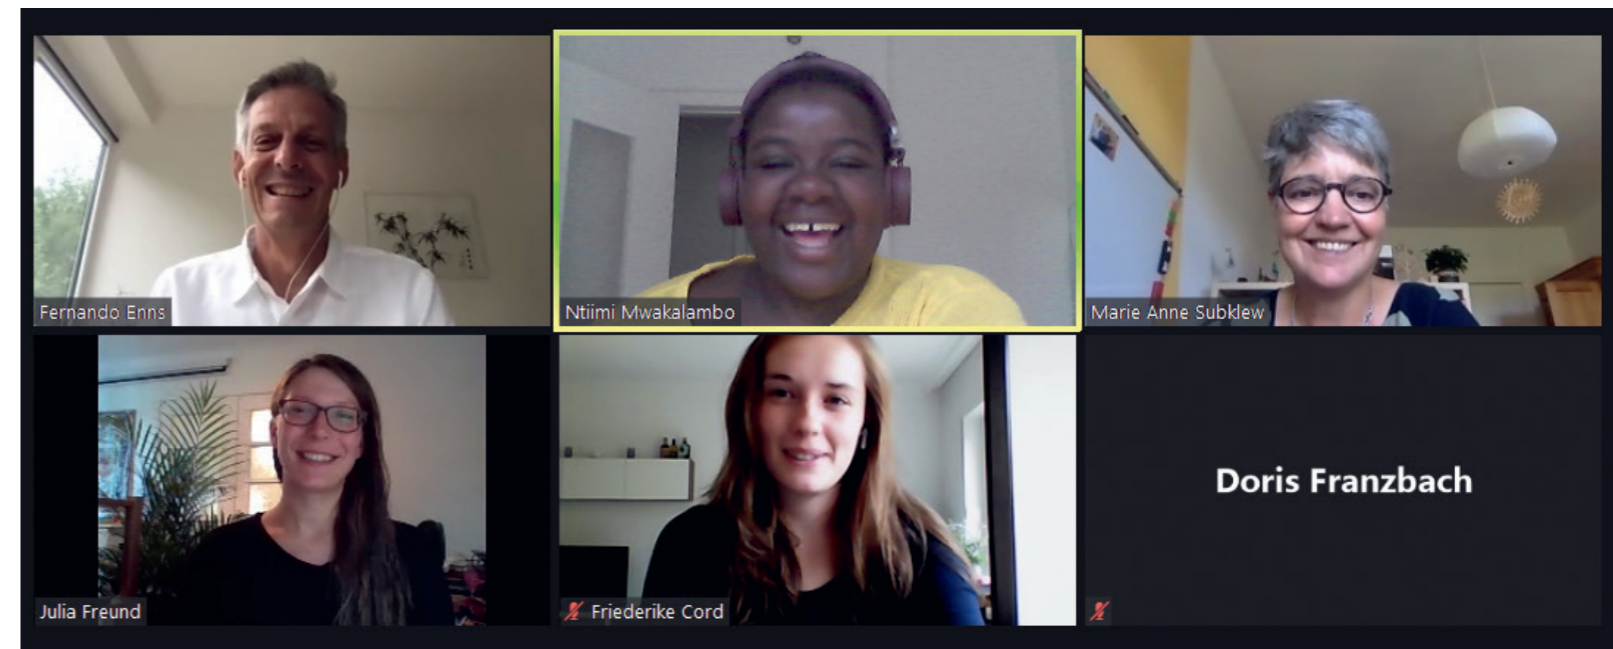 Fernando Enns
Ntiimi Mwakalambo
Marie Anne Subklew
Julia Freund
Friederike Cord
Doris Franzbach